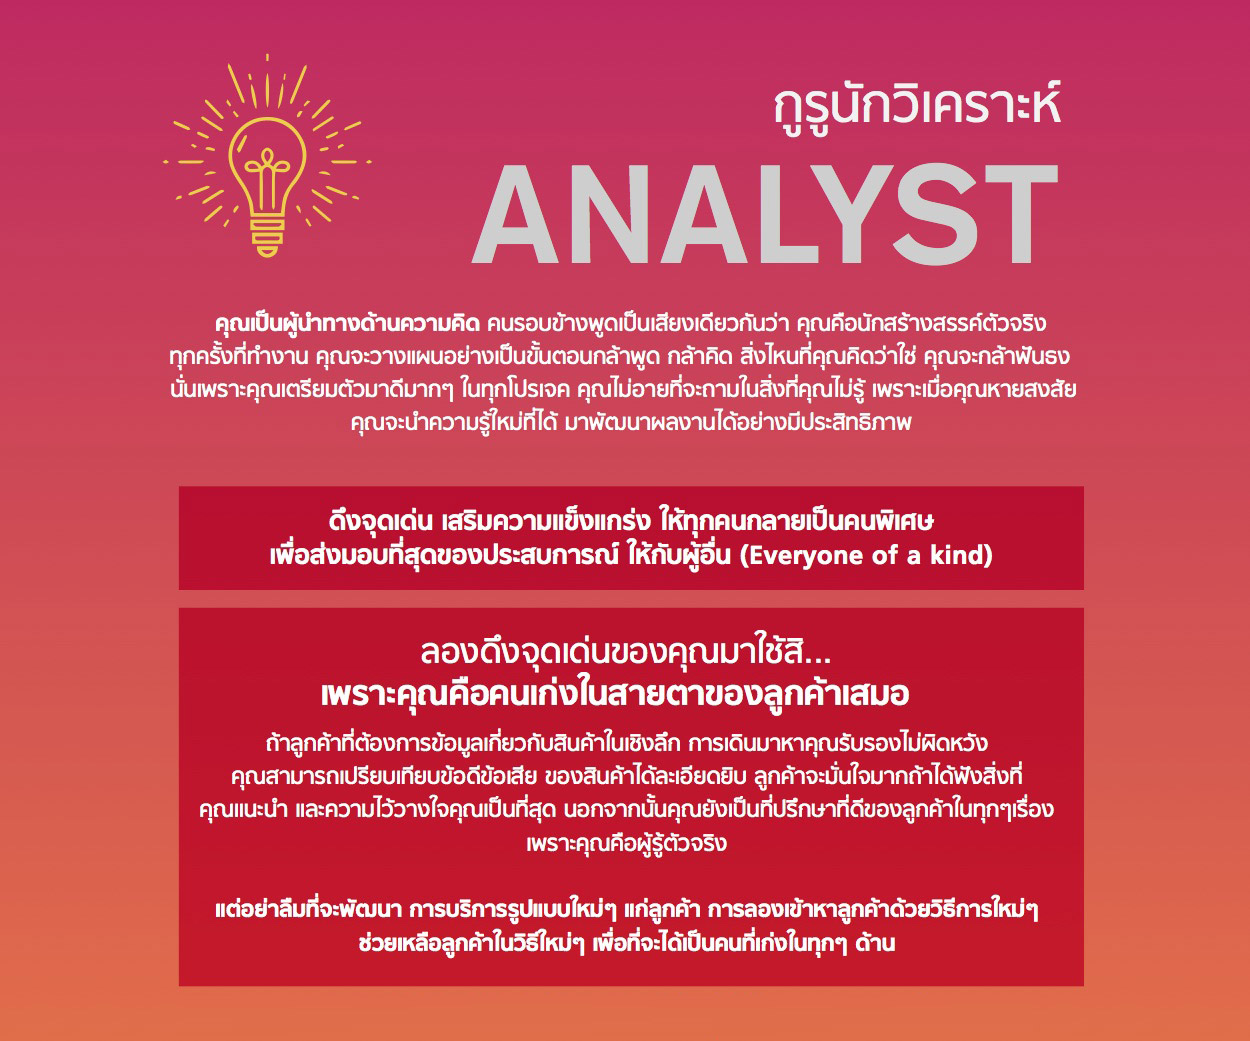 กูรูนักวิเคราะห์
ANALYST
คุณเป็นผู้นำทางด้านความคิด คนรอบข้างพูดเป็นเสียงเดียวกันว่า คุณคือนักสร้างสรรค์ตัวจริง
ทุกครั้งที่ทำงาน คุณจะวางแผนอย่างเป็นขั้นตอนกล้าพูด กล้าคิด สิ่งไหนที่คุณคิดว่าใช่ คุณจะกล้าฟันธง
นั่นเพราะคุณเตรียมตัวมาดีมากๆ ในทุกโปรเจค คุณไม่อายที่จะถามในสิ่งที่คุณไม่รู้ เพราะเมื่อคุณหายสงสัย
คุณจะนำความรู้ใหม่ที่ได้ มาพัฒนาผลงานได้อย่างมีประสิทธิภาพ
ดึงจุดเด่น เสริมความแข็งแกร่ง ให้ทุกคนกลายเป็นคนพิเศษ
เพื่อส่งมอบที่สุดของประสบการณ์ ให้กับผู้อื่น (Everyone of a kind)
ลองดึงจุดเด่นของคุณมาใช้สิ...
เพราะคุณคือคนเก่งในสายตาของลูกค้าเสมอ
ถ้าลูกค้าที่ต้องการข้อมูลเกี่ยวกับสินค้าในเชิงลึก การเดินมาหาคุณรับรองไม่ผิดหวัง
คุณสามารถเปรียบเทียบข้อดีข้อเสีย ของสินค้าได้ละเอียดยิบ ลูกค้าจะมั่นใจมากถ้าได้ฟังสิ่งที่
คุณแนะนำ และความไว้วางใจคุณเป็นที่สุด นอกจากนั้นคุณยังเป็นที่ปรึกษาที่ดีของลูกค้าในทุกๆเรื่อง
เพราะคุณคือผู้รู้ตัวจริง
แต่อย่าลืมที่จะพัฒนา การบริการรูปแบบใหม่ๆ แก่ลูกค้า การลองเข้าหาลูกค้าด้วยวิธีการใหม่ๆ
ช่วยเหลือลูกค้าในวิธีใหม่ๆ เพื่อที่จะได้เป็นคนที่เก่งในทุกๆ ด้าน